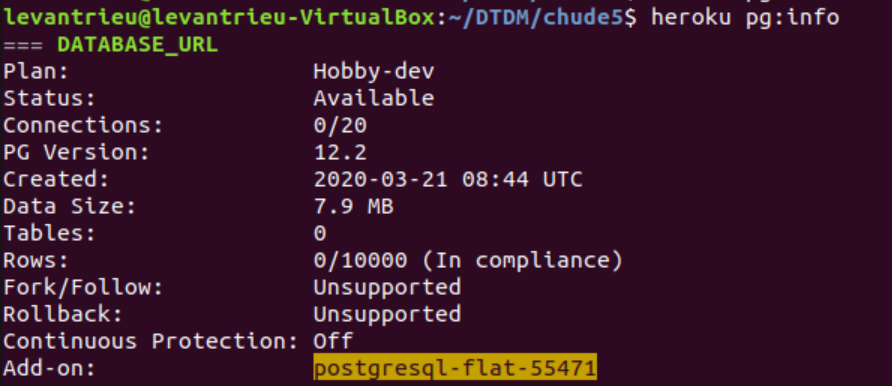 levantrieu@levantrieu-VirtualBox:~/DTDM/chude5$ heroku pg:info
=== DATABASE_URL
Plan: Hobby-dev
Status: Available
Connections: 0/20
PG Version: 12.2
Created: 2020-03-21 08:44 UTC
Data Size: 7.9 MB
Tables: 0
Rows: 0/10000 (In compliance)
Fork/Follow: Unsupported
Rollback: Unsupported
Continuous Protection: Off
Add-on: postgresql-flat-55471